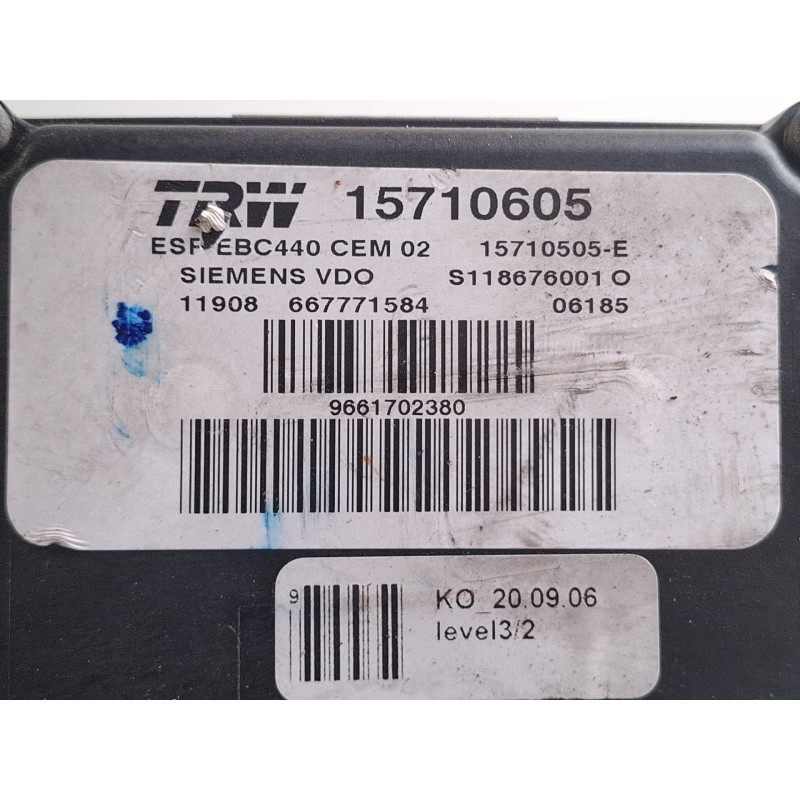 TRW 15710605
ESP EBC440 CEM 02 15710505-E
SIEMENS VDO S118676001 O
11908 667771584 06185
9661702380
9
KO_20.09.06
level3/2